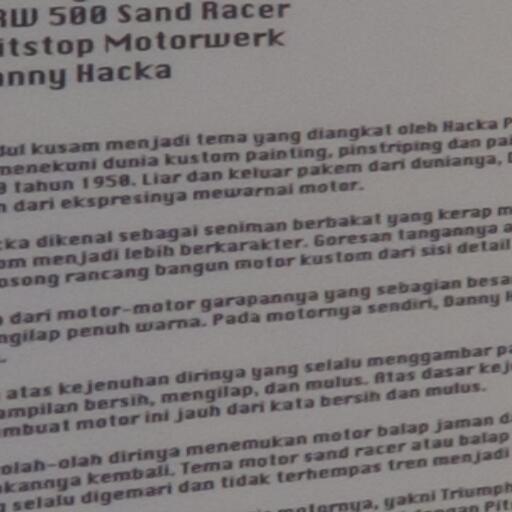 RW 500 Sand Racer
itstop Motorwerk
anny Hacka
dul kusam menjadi tema yang diangkat oleh Hacka P
menekuni dunia kustom painting, pinstriping dan pai
tahun 1950. Liar dan keluar pakem dari dunianya, D
n dari ekspresinya mewarnai motor.
cka dikenal sebagai seniman berbakat yang kerap m
om menjadi lebih berkarakter. Goresan tangannya a
osong rancang bangun motor kustom dari sisi detail
dari motor-motor garapannya yang sebagian besa
ngilap penuh warna. Pada motornya sendiri, Danny H
atas kejenuhan dirinya yang selalu menggambar pa
ampilan bersih, mengilap, dan mulus. Atas dasar kej
mbuat motor ini jauh dari kata bersih dan mulus.
olah-olah dirinya menemukan motor balap jaman d
pkannya kembali. Tema motor sand racer atau balap
g selalu digemari dan tidak terhempas tren menjadi
motornya, yakni Triumph
dengan Pit